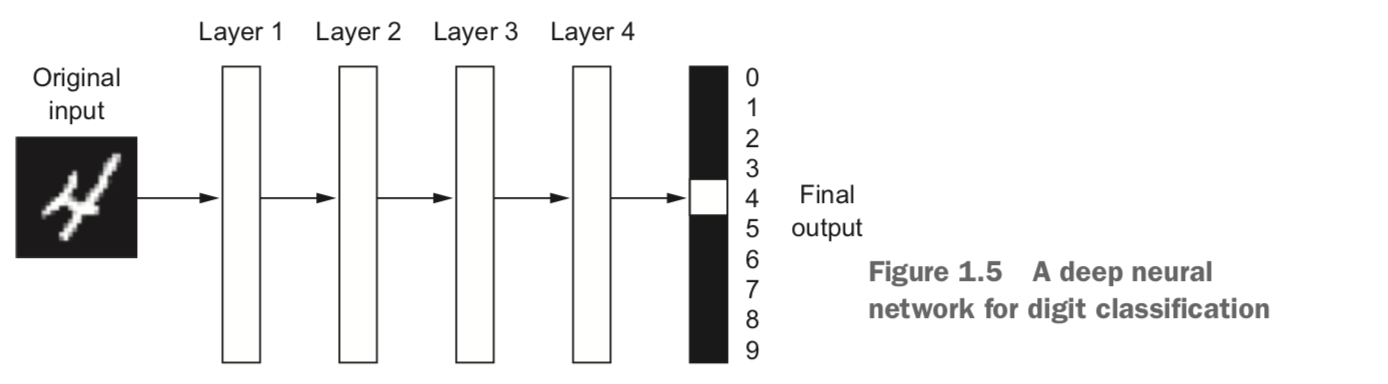 Layer 1 Layer 2 Layer 3 Layer 4
Original
input
0
1
2
3
4
5
6
7
8
9
Final
output
Figure 1.5 A deep neural
network for digit classification